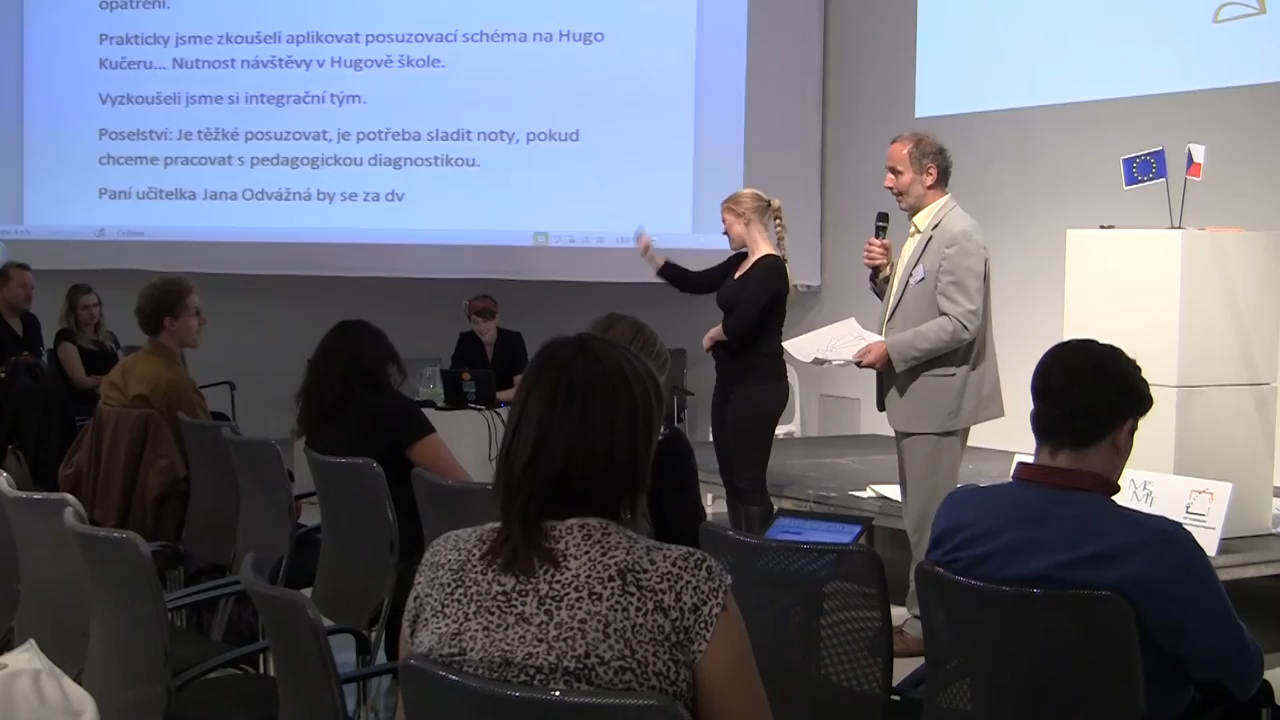 opatření.
Prakticky jsme zkoušeli aplikovat posuzovací schéma na Hugo
Kučeru... Nutnost návštěvy v Hugově škole.
Vyzkoušeli jsme si integrační tým.
Poselství: Je těžké posuzovat, je potřeba sladit noty, pokud
chceme pracovat s pedagogickou diagnostikou.
Paní učitelka Jana Odvážná by se za dv